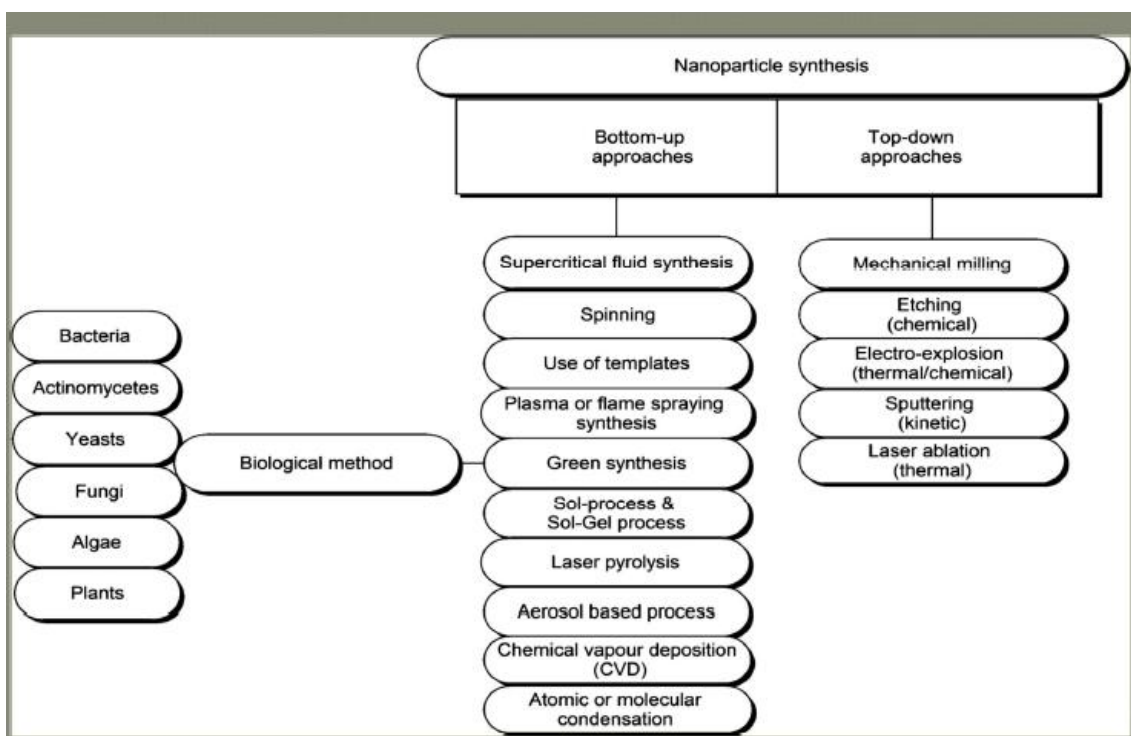 Nanoparticle synthesis
Bottom-up
approaches
Top-down
approaches
Supercritical fluid synthesis
Spinning
Use of templates
Plasma or flame spraying
synthesis
Green synthesis
Sol-process &
Sol-Gel process
Laser pyrolysis
Aerosol based process
Chemical vapour deposition
(CVD)
Atomic or molecular
condensation
Mechanical milling
Etching
(chemical)
Electro-explosion
(thermal/chemical)
Sputtering
(kinetic)
Laser ablation
(thermal)
Biological method
Bacteria
Actinomycetes
Yeasts
Fungi
Algae
Plants